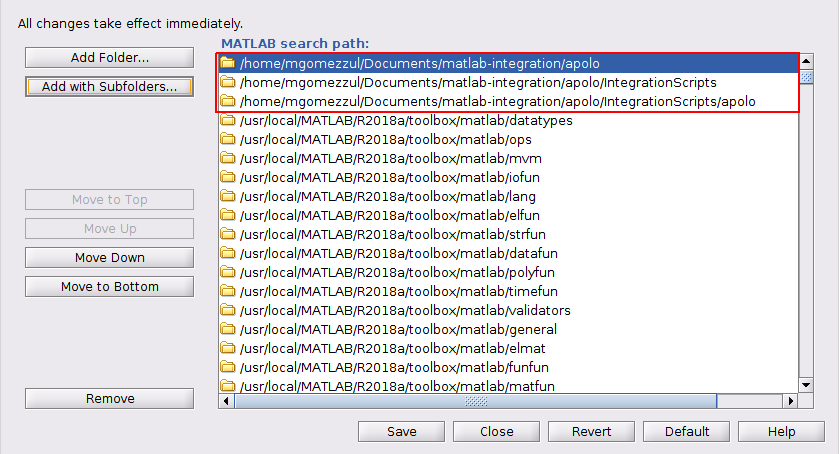 All changes take effect immediately.
MATLAB search path:
Add Folder...
Add with Subfolders...
Move to Top
Move Up
Move Down
Move to Bottom
Remove
/home/mgomezzul/Documents/matlab-integration/apolo
/home/mgomezzul/Documents/matlab-integration/apolo/IntegrationScripts
/home/mgomezzul/Documents/matlab-integration/apolo/IntegrationScripts/apolo
/usr/local/MATLAB/R2018a/toolbox/matlab/datatypes
/usr/local/MATLAB/R2018a/toolbox/matlab/ops
/usr/local/MATLAB/R2018a/toolbox/matlab/mvm
/usr/local/MATLAB/R2018a/toolbox/matlab/iofun
/usr/local/MATLAB/R2018a/toolbox/matlab/lang
/usr/local/MATLAB/R2018a/toolbox/matlab/elfun
/usr/local/MATLAB/R2018a/toolbox/matlab/strfun
/usr/local/MATLAB/R2018a/toolbox/matlab/datafun
/usr/local/MATLAB/R2018a/toolbox/matlab/polyfun
/usr/local/MATLAB/R2018a/toolbox/matlab/timefun
/usr/local/MATLAB/R2018a/toolbox/matlab/validators
/usr/local/MATLAB/R2018a/toolbox/matlab/general
/usr/local/MATLAB/R2018a/toolbox/matlab/elmat
/usr/local/MATLAB/R2018a/toolbox/matlab/funfun
/usr/local/MATLAB/R2018a/toolbox/matlab/matfun
Save
Close
Revert
Default
Help